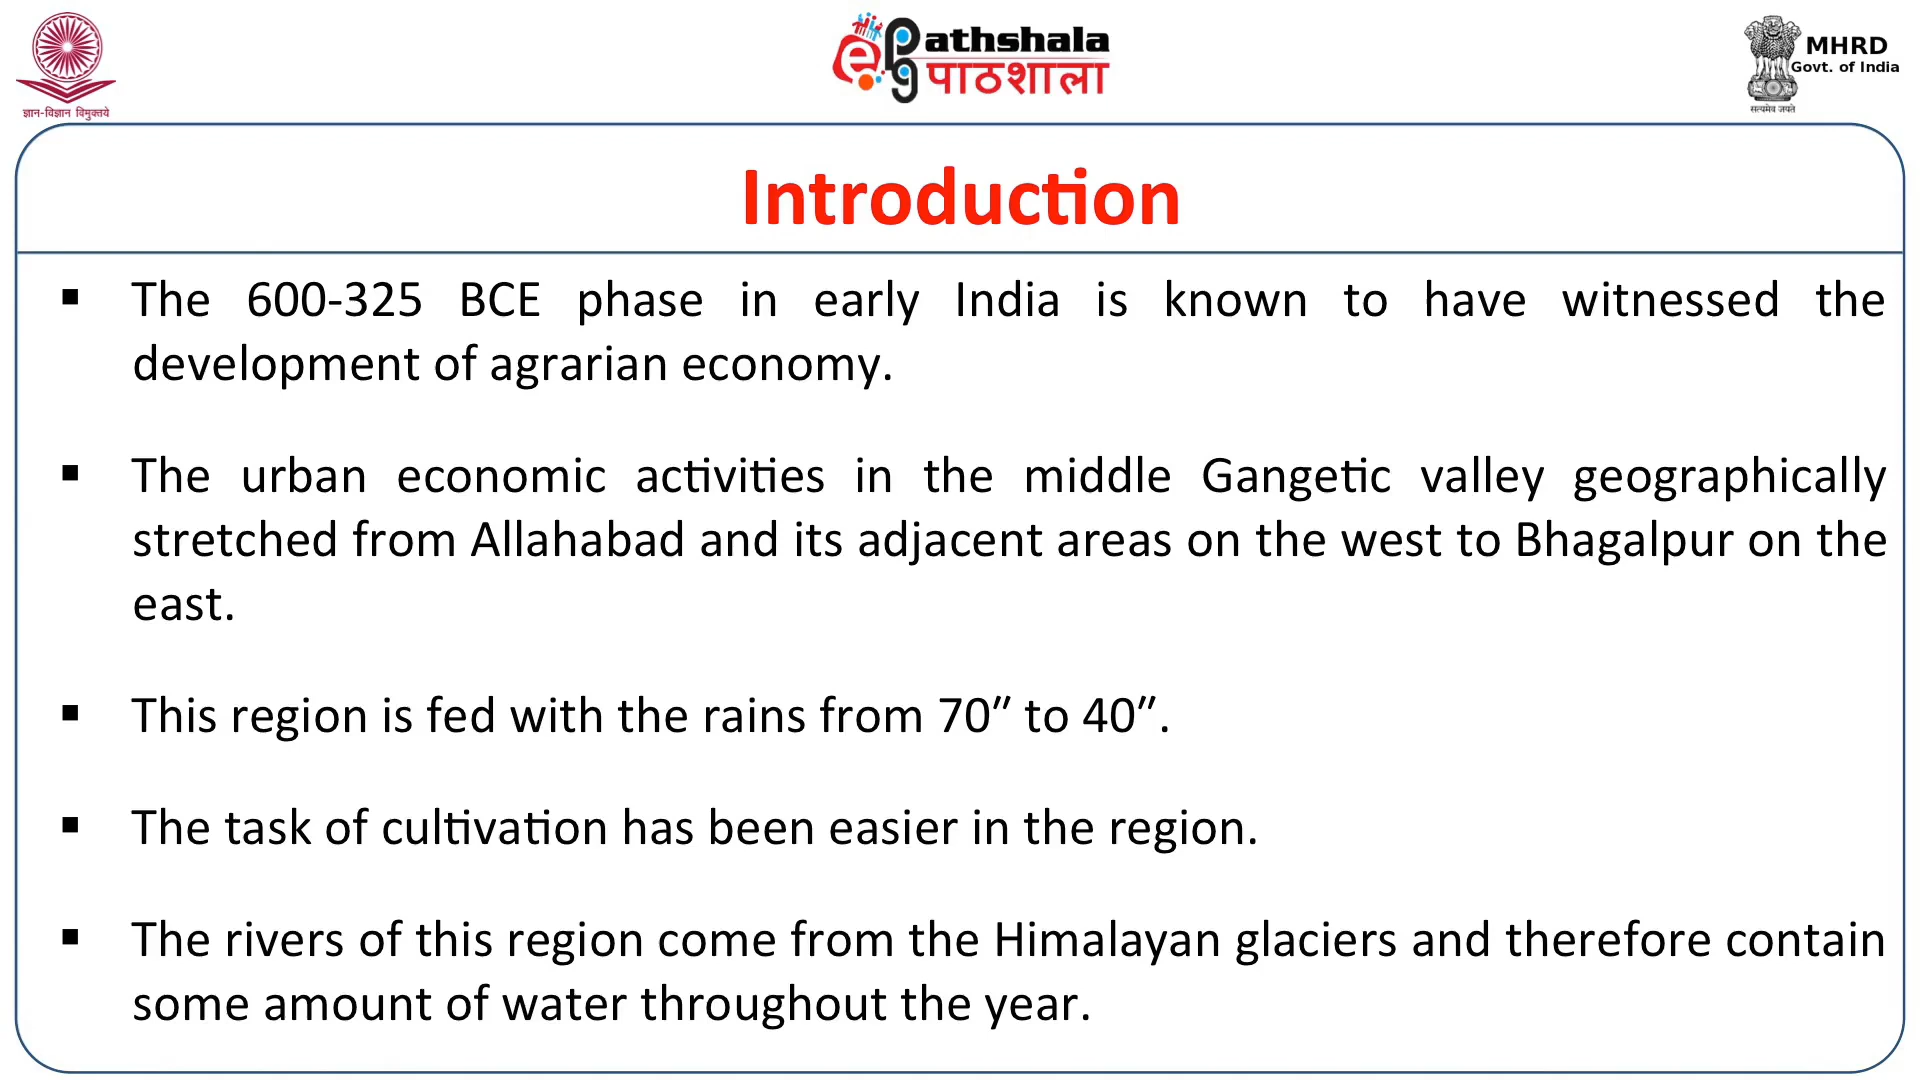 ज्ञान-विज्ञान विमुक्तये
ePathshala
पाठशाला
MHRD
Govt. of India
सत्यमेव जयते
Introduction
▪ The 600-325 BCE phase in early India is known to have witnessed the
development of agrarian economy.
▪ The urban economic activities in the middle Gangetic valley geographically
stretched from Allahabad and its adjacent areas on the west to Bhagalpur on the
east.
▪ This region is fed with the rains from 70″ to 40″.
▪ The task of cultivation has been easier in the region.
▪ The rivers of this region come from the Himalayan glaciers and therefore contain
some amount of water throughout the year.